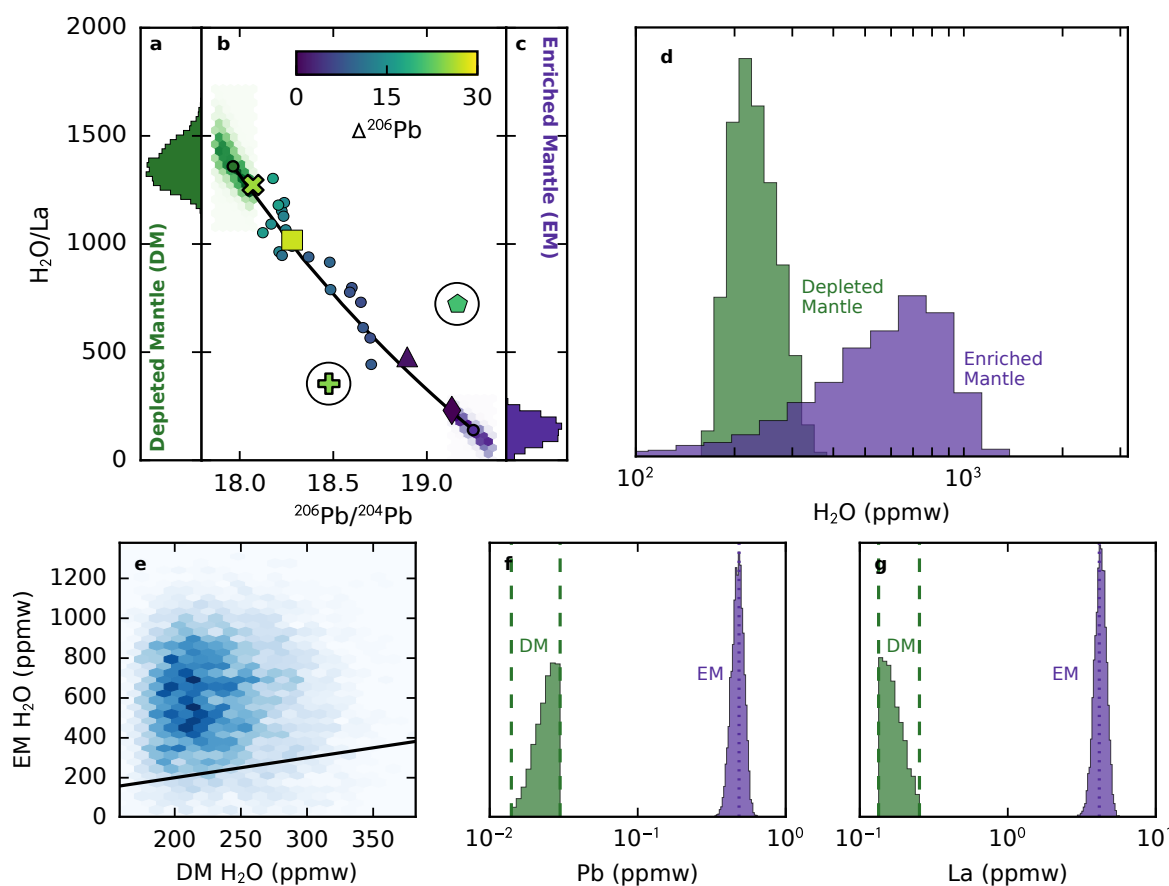 a
b
c
d
2000
1500
1000
500
0
H₂O/La
Depleted Mantle (DM)
0
15
30
Δ²⁰⁶Pb
Enriched Mantle (EM)
18.0
18.5
19.0
²⁰⁶Pb/²⁰⁴Pb
Depleted
Mantle
Enriched
Mantle
10²
10³
H₂O (ppmw)
e
1200
1000
800
600
400
200
0
EM H₂O (ppmw)
200
250
300
350
DM H₂O (ppmw)
f
DM
EM
10⁻²
10⁻¹
10⁰
Pb (ppmw)
g
DM
EM
10⁻¹
10⁰
10¹
La (ppmw)